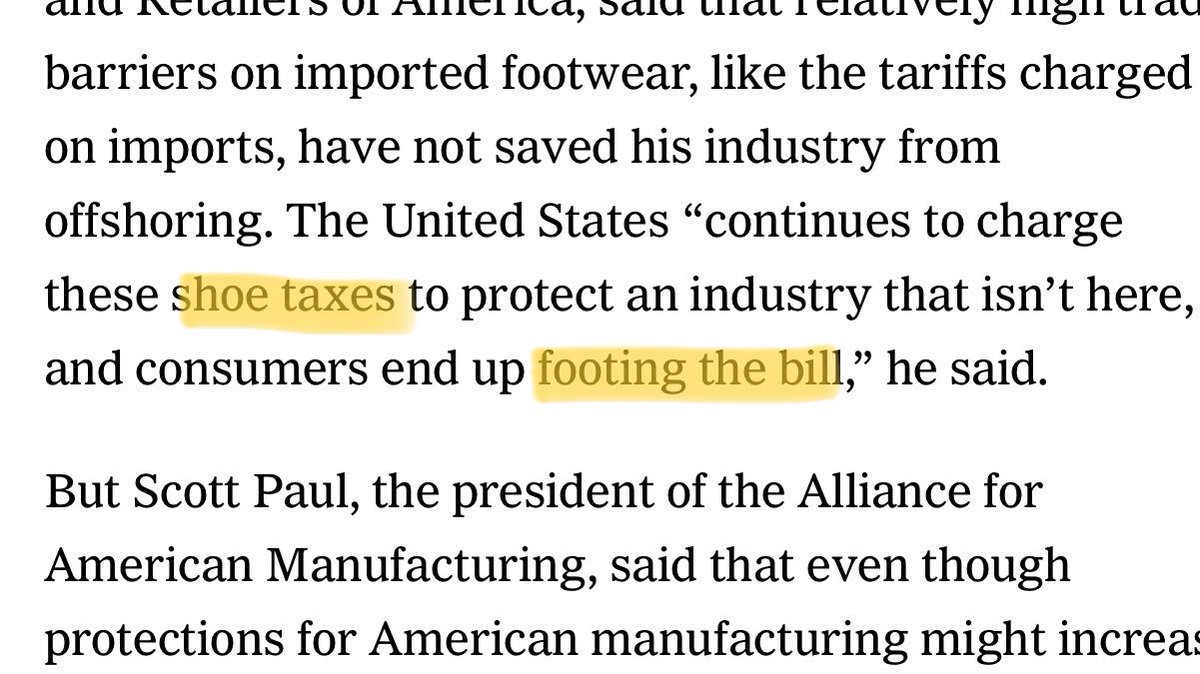 and Retailers of America, said that relatively high trad
barriers on imported footwear, like the tariffs charged
on imports, have not saved his industry from
offshoring. The United States “continues to charge
these shoe taxes to protect an industry that isn’t here,
and consumers end up footing the bill,” he said.
But Scott Paul, the president of the Alliance for
American Manufacturing, said that even though
protections for American manufacturing might increas